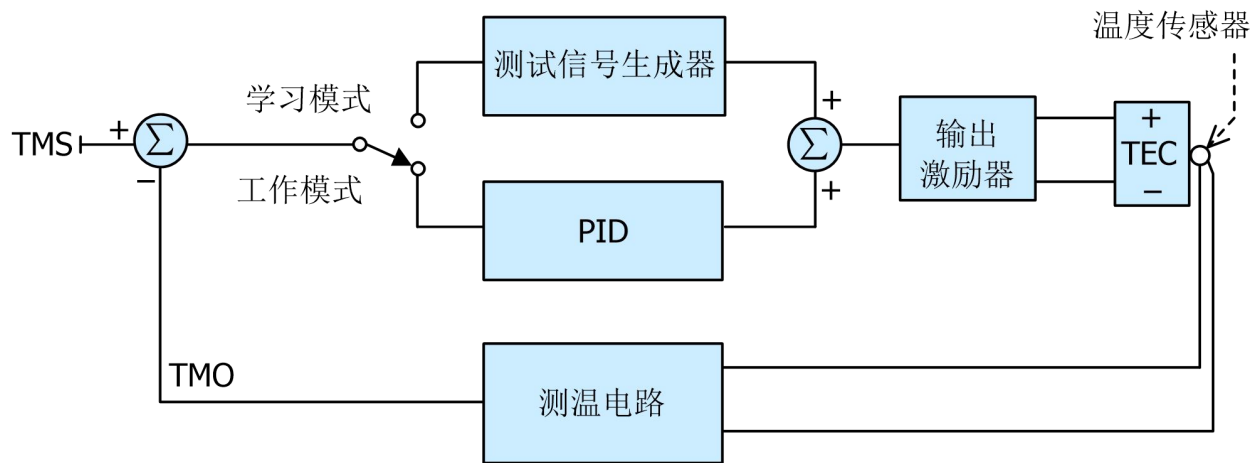 温度传感器
测试信号生成器
学习模式
+
TMS
+
Σ
−
工作模式
+
Σ
+
输出
激励器
+
TEC
−
PID
TMO
测温电路